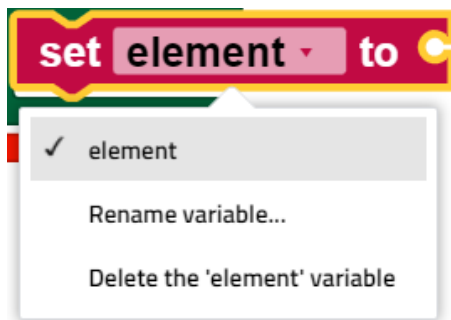 set element to
element
Rename variable...
Delete the 'element' variable